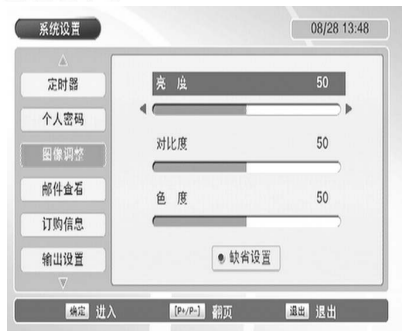 系统设置
08/28 13:48
定时器
个人密码
图像调整
邮件查看
订购信息
输出设置
亮 度 50
对比度 50
色 度 50
缺省设置
确定 进入 [P+/P-] 翻页 退出 退出